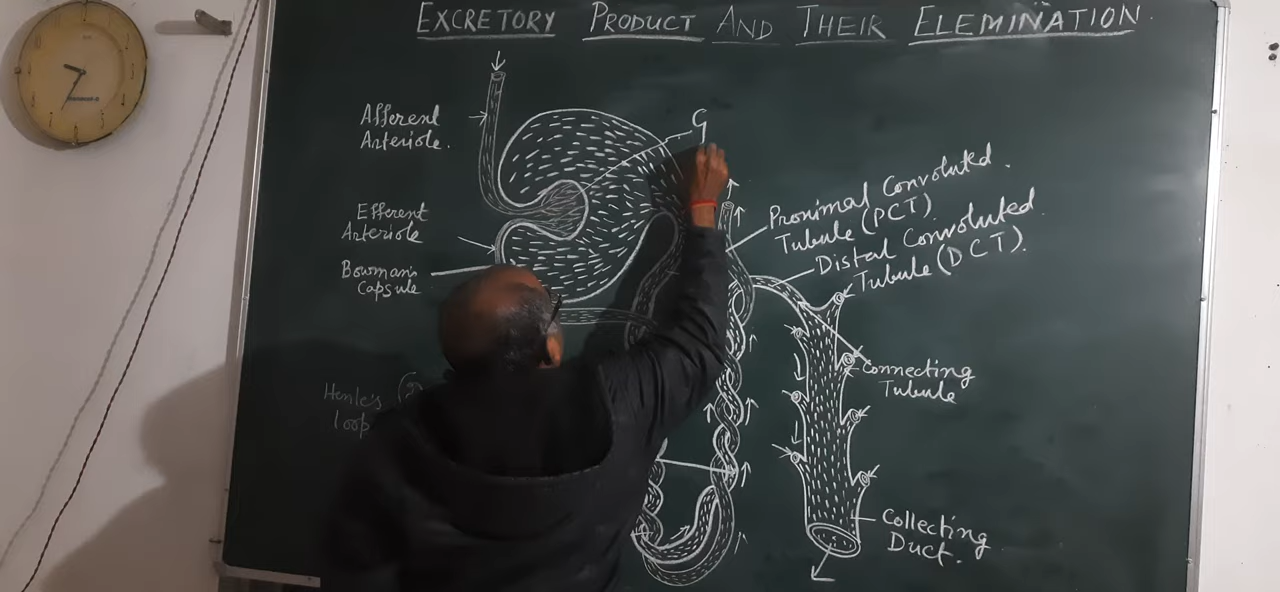 EXCRETORY PRODUCT AND THEIR ELEMINATION.
Afferent
Arteriole.
G
Efferent
Arteriole
Bowman's
Capsule
Proximal Convoluted
Tubule (PCT).
Distal Convoluted
Tubule (DCT).
Henle's
loop
Connecting
Tubule
Collecting
Duct.